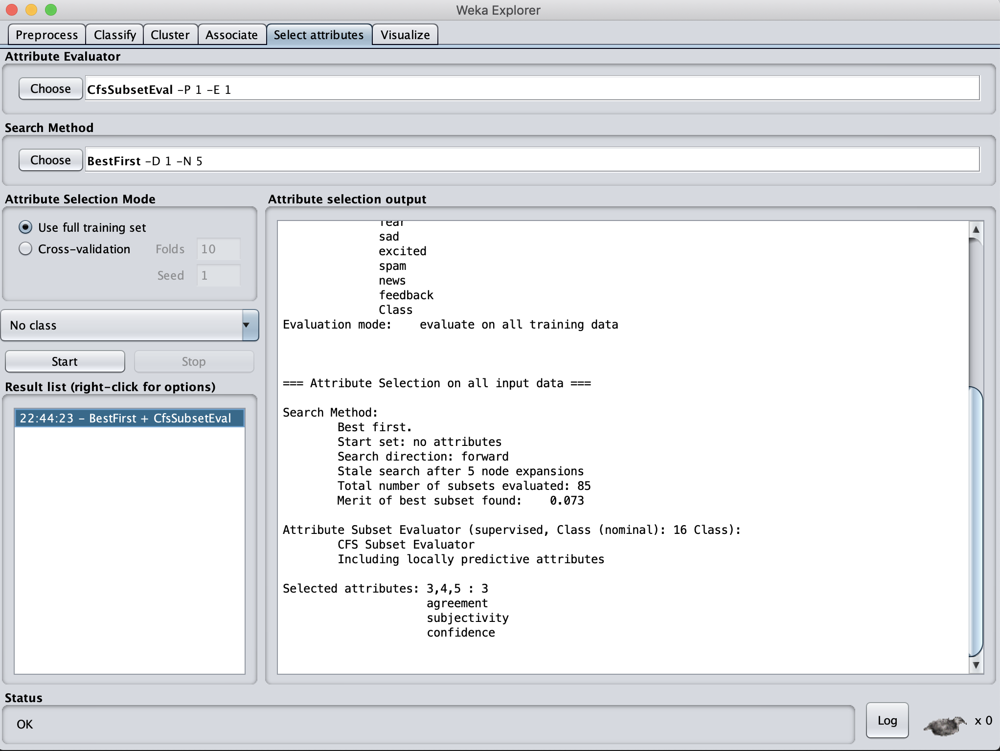 Weka Explorer
Preprocess Classify Cluster Associate Select attributes Visualize
Attribute Evaluator
Choose CfsSubsetEval -P 1 -E 1
Search Method
Choose BestFirst -D 1 -N 5
Attribute Selection Mode
Use full training set
Cross-validation Folds 10
Seed 1
No class
Start Stop
Result list (right-click for options)
22:44:23 - BestFirst + CfsSubsetEval
Attribute selection output
fear
sad
excited
spam
news
feedback
Class
Evaluation mode: evaluate on all training data
=== Attribute Selection on all input data ===
Search Method:
Best first.
Start set: no attributes
Search direction: forward
Stale search after 5 node expansions
Total number of subsets evaluated: 85
Merit of best subset found: 0.073
Attribute Subset Evaluator (supervised, Class (nominal): 16 Class):
CFS Subset Evaluator
Including locally predictive attributes
Selected attributes: 3,4,5 : 3
agreement
subjectivity
confidence
Status
OK
Log x 0